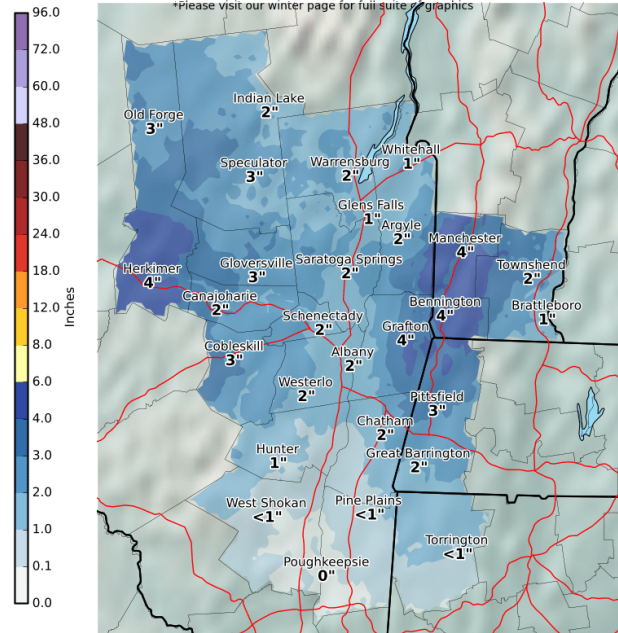 *Please visit our winter page for full suite of graphics
96.0
72.0
60.0
48.0
36.0
30.0
24.0
18.0
12.0
8.0
6.0
4.0
3.0
2.0
1.0
0.1
0.0
Inches
Indian Lake
2"
Old Forge
3"
Whitehall
1"
Speculator
3"
Warrensburg
2"
Glens Falls
1"
Argyle
2"
Manchester
4"
Herkimer
4"
Gloversville
3"
Saratoga Springs
2"
Townshend
2"
Canajoharie
2"
Bennington
4"
Brattleboro
1"
Schenectady
2"
Grafton
4"
Cobleskill
3"
Albany
2"
Westerlo
2"
Pittsfield
3"
Chatham
2"
Hunter
1"
Great Barrington
2"
West Shokan
<1"
Pine Plains
<1"
Torrington
<1"
Poughkeepsie
0"